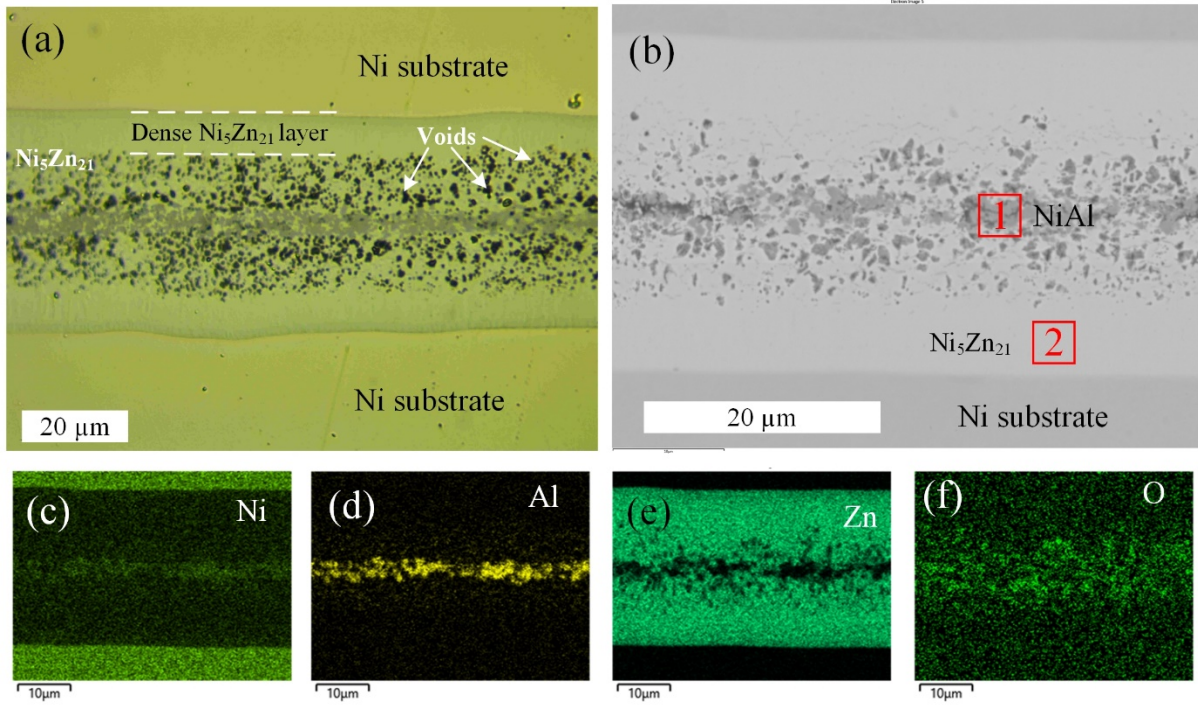 (a)
Ni substrate
Dense Ni₅Zn₂₁ layer
Voids
Ni₅Zn₂₁
Ni substrate
20 µm
(b)
1
NiAl
Ni₅Zn₂₁
2
20 µm
Ni substrate
(c)
Ni
10µm
(d)
Al
10µm
(e)
Zn
10µm
(f)
O
10µm